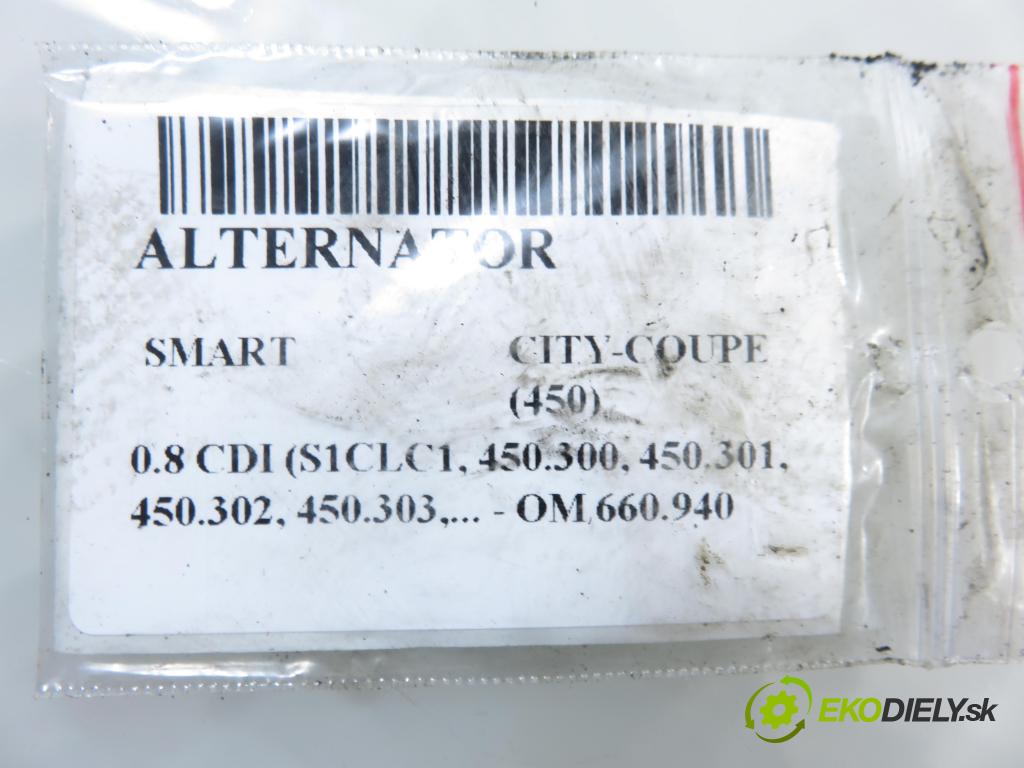 ALTERNATOR
SMART CITY-COUPE
(450)
0.8 CDI (S1CLC1, 450.300, 450.301,
450.302, 450.303,... - OM 660.940
EKODIELY.sk